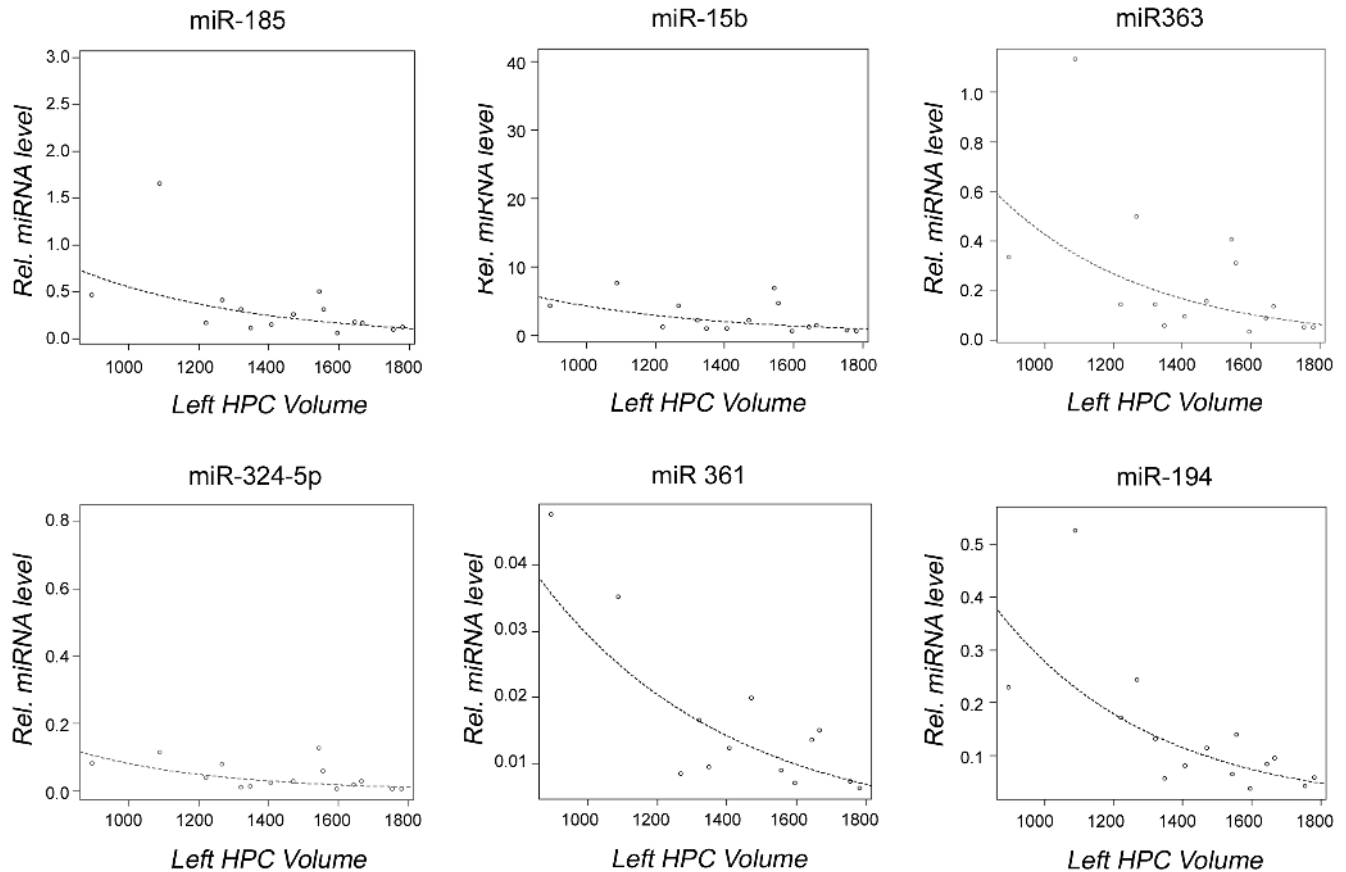 miR-185
miR-15b
miR363
3.0
2.5
2.0
1.5
1.0
0.5
0.0
Rel. miRNA level
1000 1200 1400 1600 1800
Left HPC Volume
40
30
20
10
0
Rel. miRNA level
1000 1200 1400 1600 1800
Left HPC Volume
1.0
0.8
0.6
0.4
0.2
0.0
Rel. miRNA level
1000 1200 1400 1600 1800
Left HPC Volume
miR-324-5p
miR 361
miR-194
0.8
0.6
0.4
0.2
0.0
Rel. miRNA level
1000 1200 1400 1600 1800
Left HPC Volume
0.04
0.03
0.02
0.01
Rel. miRNA level
1000 1200 1400 1600 1800
Left HPC Volume
0.5
0.4
0.3
0.2
0.1
Rel. miRNA level
1000 1200 1400 1600 1800
Left HPC Volume